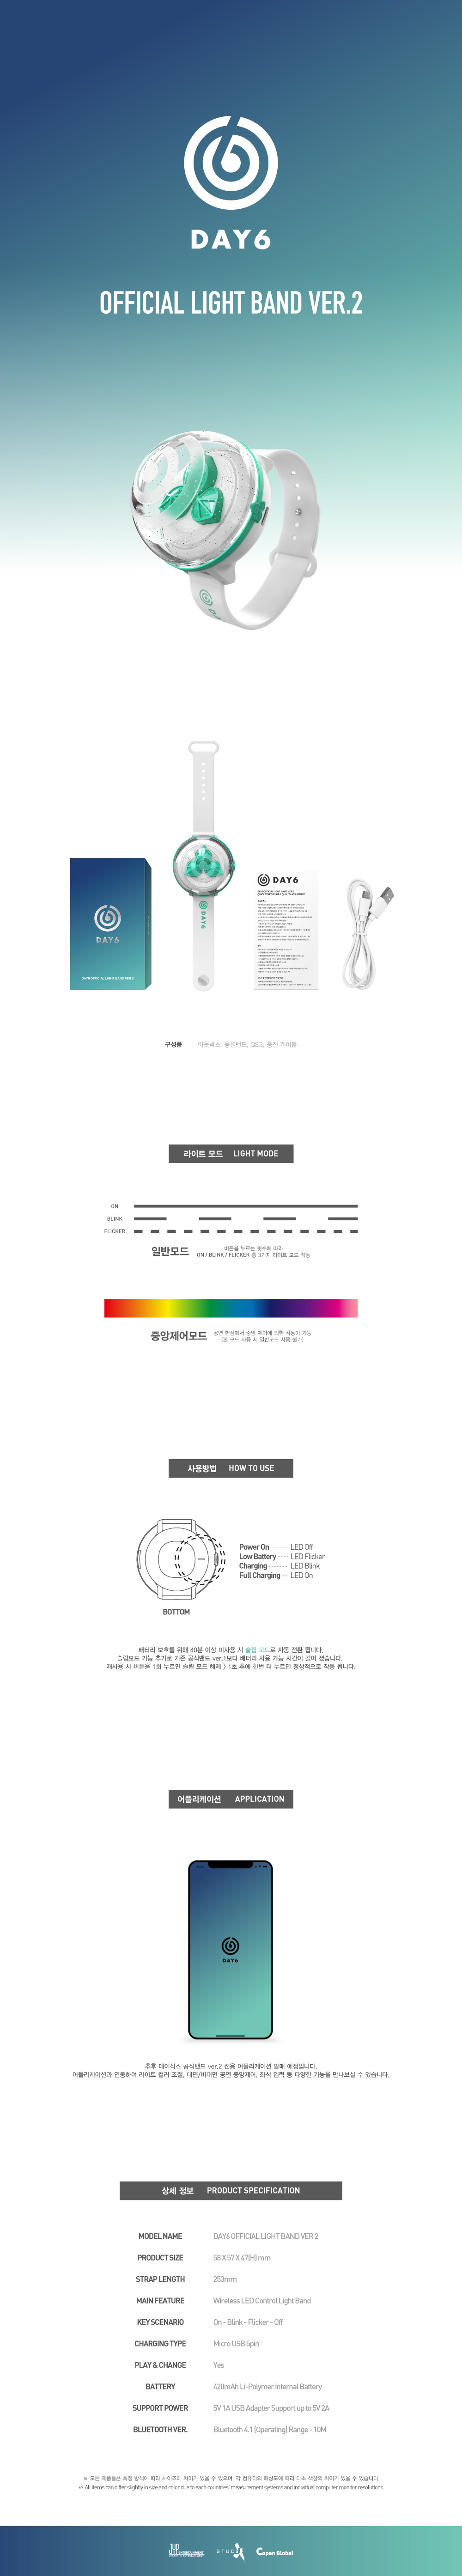 DAY6
OFFICIAL LIGHT BAND VER.2
DAY6
DAY6
DAY6 OFFICIAL LIGHT BAND VER.2
DAY6
DAY6
구성품 아웃박스, 응원밴드, QSG, 충전 케이블
라이트 모드 LIGHT MODE
ON
BLINK
FLICKER
일반모드
버튼을 누르는 횟수에 따라
ON / BLINK / FLICKER 총 3가지 라이트 모드 작동
중앙제어모드
공연 현장에서 중앙 제어에 의한 작동이 가능
(본 모드 사용 시 일반모드 사용 불가)
사용방법 HOW TO USE
Power On ------ LED Off
Low Battery ---- LED Flicker
Charging ------- LED Blink
Full Charging -- LED On
BOTTOM
배터리 보호를 위해 40분 이상 미사용 시 슬립 모드로 자동 전환 됩니다.
슬립모드 기능 추가로 기존 공식밴드 ver.1보다 배터리 사용 가능 시간이 길어 졌습니다.
재사용 시 버튼을 1회 누르면 슬립 모드 해제 > 1초 후에 한번 더 누르면 정상적으로 작동 됩니다.
어플리케이션 APPLICATION
DAY6
추후 데이식스 공식밴드 ver.2 전용 어플리케이션 발매 예정입니다.
어플리케이션과 연동하여 라이트 컬러 조절, 대면/비대면 공연 중앙제어, 좌석 입력 등 다양한 기능을 만나보실 수 있습니다.
상세 정보 PRODUCT SPECIFICATION
MODEL NAME DAY6 OFFICIAL LIGHT BAND VER 2
PRODUCT SIZE 58 X 57 X 47(H) mm
STRAP LENGTH 253mm
MAIN FEATURE Wireless LED Control Light Band
KEY SCENARIO On - Blink - Flicker - Off
CHARGING TYPE Micro USB 5pin
PLAY & CHANGE Yes
BATTERY 420mAh Li-Polymer internal Battery
SUPPORT POWER 5V 1A USB Adapter Support up to 5V 2A
BLUETOOTH VER. Bluetooth 4.1 (Operating) Range - 10M
※ 모든 제품들은 측정 방식에 따라 사이즈에 차이가 있을 수 있으며, 각 컴퓨터의 해상도에 따라 다소 색상의 차이가 있을 수 있습니다.
※ All items can differ slightly in size and color due to each countries' measurement systems and individual computer monitor resolutions.
JYP ENTERTAINMENT
Copan Global